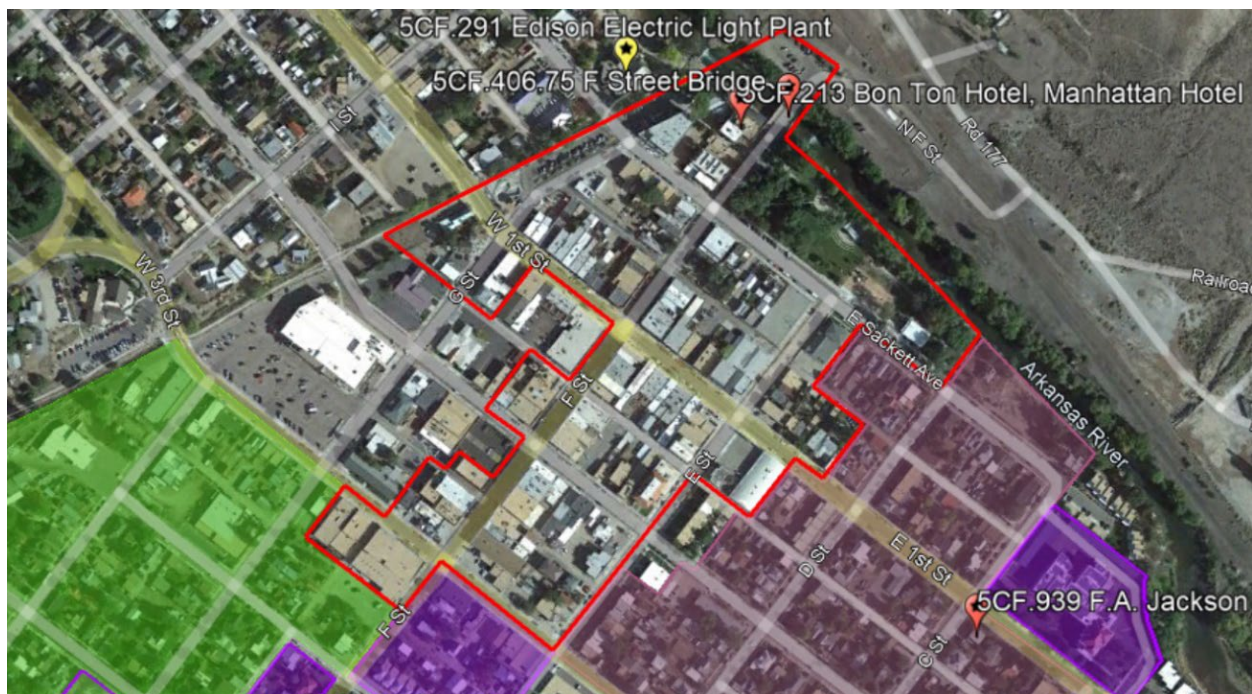 5CF.291 Edison Electric Light Plant
5CF.406.75 F Street Bridge
5CF.213 Bon Ton Hotel, Manhattan Hotel
I St
N F St
Rd 177
W 1st St
W 3rd St
G St
Railroad
E Sackett Ave
F St
Arkansas River
E St
D St
E 1st St
5CF.939 F.A. Jackson
F St
C St